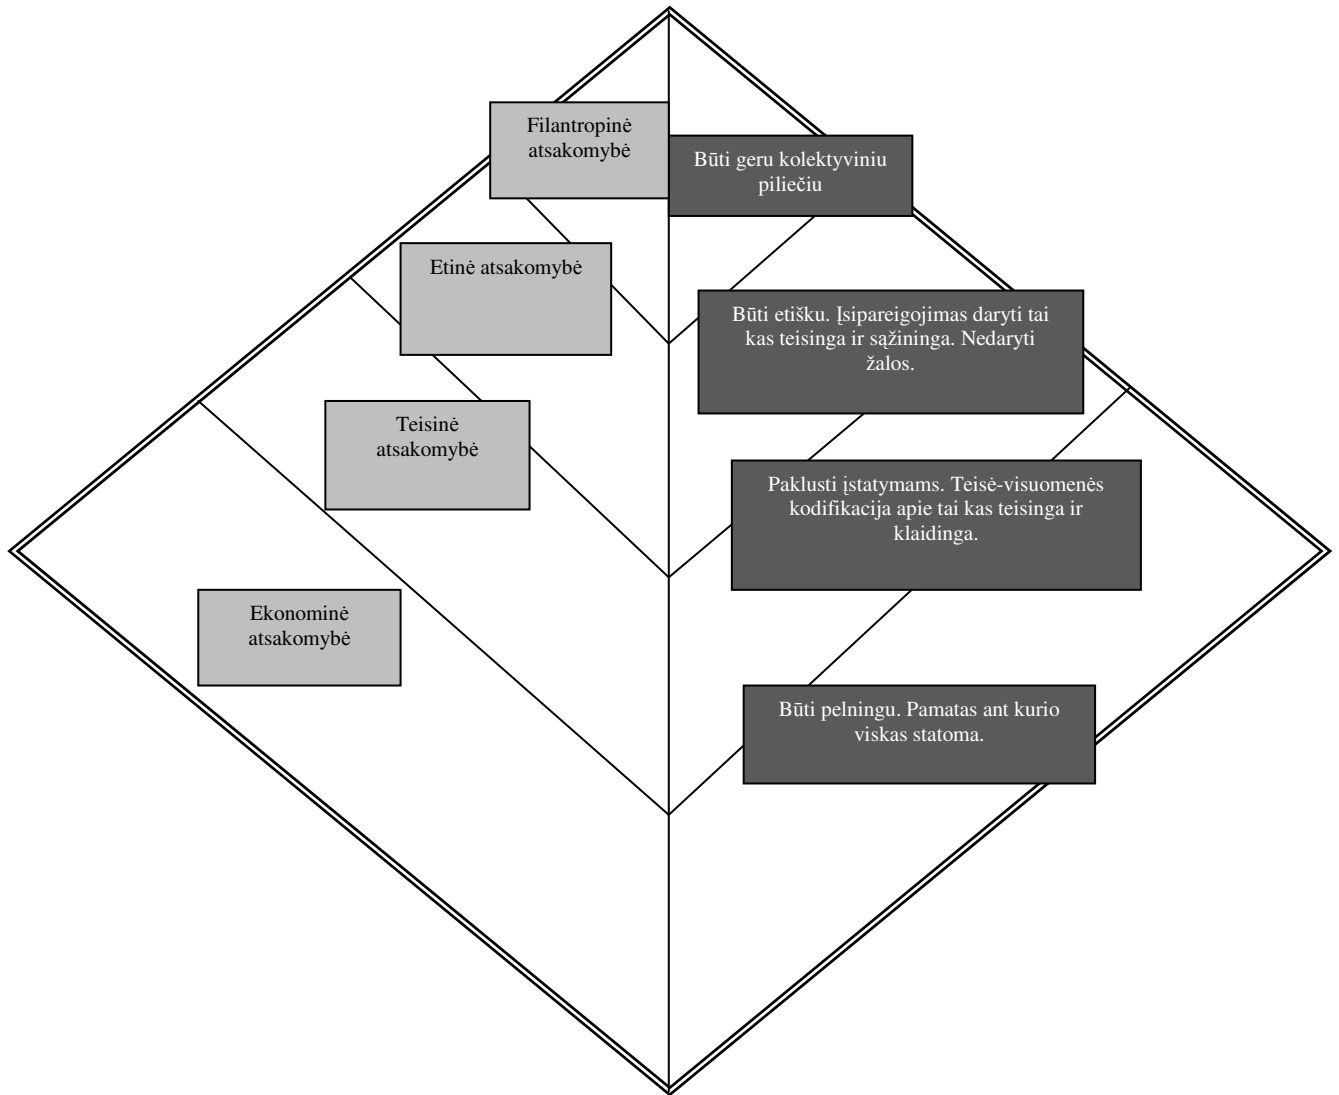 Filantropinė
atsakomybė
Būti geru kolektyviniu
piliečiu
Etinė atsakomybė
Būti etišku. Įsipareigojimas daryti tai
kas teisinga ir sąžininga. Nedaryti
žalos.
Teisinė
atsakomybė
Paklusti įstatymams. Teisė-visuomenės
kodifikacija apie tai kas teisinga ir
klaidinga.
Ekonominė
atsakomybė
Būti pelningu. Pamatas ant kurio
viskas statoma.